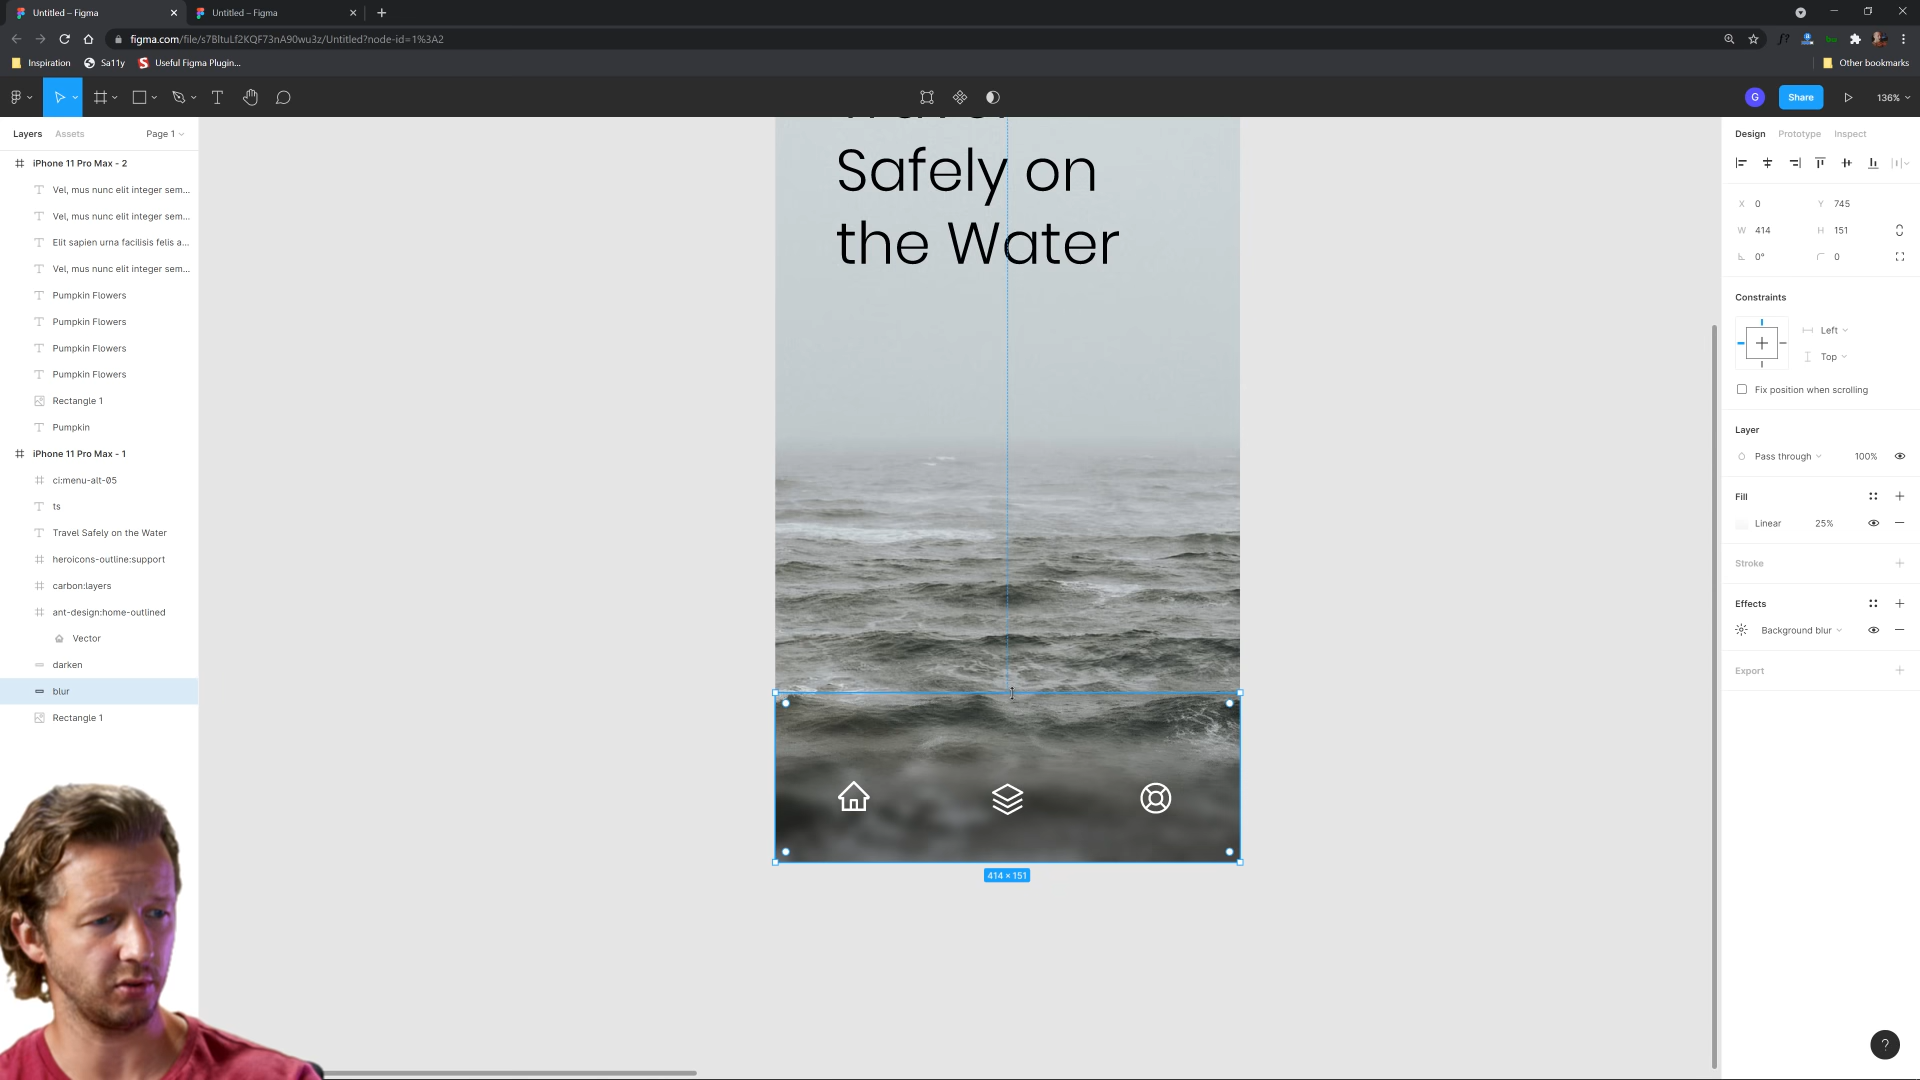 Untitled – Figma
Untitled – Figma
figma.com/file/s7BltuLf2KQF73nA90wu3z/Untitled?node-id=1%3A2
Inspiration
Sa11y
Useful Figma Plugin...
Other bookmarks
G
Share
136%
Layers
Assets
Page 1
iPhone 11 Pro Max - 2
Vel, mus nunc elit integer sem...
Vel, mus nunc elit integer sem...
Elit sapien urna facilisis felis a...
Vel, mus nunc elit integer sem...
Pumpkin Flowers
Pumpkin Flowers
Pumpkin Flowers
Pumpkin Flowers
Rectangle 1
Pumpkin
iPhone 11 Pro Max - 1
ci:menu-alt-05
ts
Travel Safely on the Water
heroicons-outline:support
carbon:layers
ant-design:home-outlined
Vector
darken
blur
Rectangle 1
Safely on
the Water
414 × 151
Design
Prototype
Inspect
X 0
Y 745
W 414
H 151
0°
0
Constraints
Left
Top
Fix position when scrolling
Layer
Pass through
100%
Fill
Linear
25%
Stroke
Effects
Background blur
Export
?